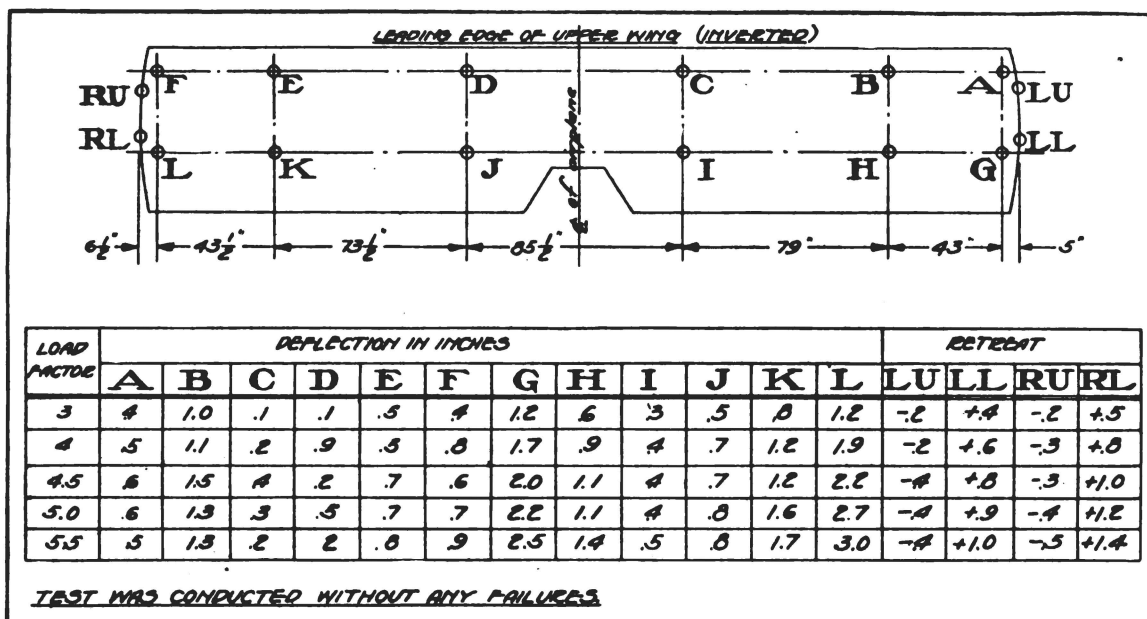 LEADING EDGE OF UPPER WING (INVERTED)
F E D C B A
RU LU
RL LL
L K J I H G
℄ of airplane
6½" 43½" 73½" 85½" 79" 43" 5"
LOAD FACTOR DEFLECTION IN INCHES RETREAT
A B C D E F G H I J K L LU LL RU RL
3 .4 1.0 .1 .1 .5 .4 1.2 .6 .3 .5 .8 1.2 -.2 +.4 -.2 +.5
4 .5 1.1 .2 .9 .5 .8 1.7 .9 .4 .7 1.2 1.9 -.2 +.6 -.3 +.8
4.5 .6 1.5 .4 .2 .7 .6 2.0 1.1 .4 .7 1.2 2.2 -.4 +.8 -.3 +1.0
5.0 .6 1.3 .3 .5 .7 .7 2.2 1.1 .4 .8 1.6 2.7 -.4 +.9 -.4 +1.2
5.5 .5 1.3 .2 .2 .8 .9 2.5 1.4 .5 .8 1.7 3.0 -.4 +1.0 -.5 +1.4
TEST WAS CONDUCTED WITHOUT ANY FAILURES.